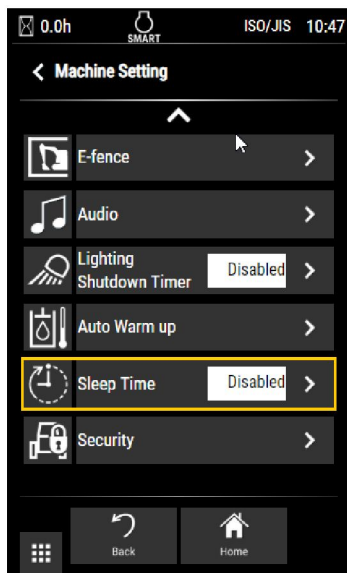 0.0h SMART ISO/JIS 10:47
Machine Setting
E-fence
Audio
Lighting
Shutdown Timer Disabled
Auto Warm up
Sleep Time Disabled
Security
Back Home